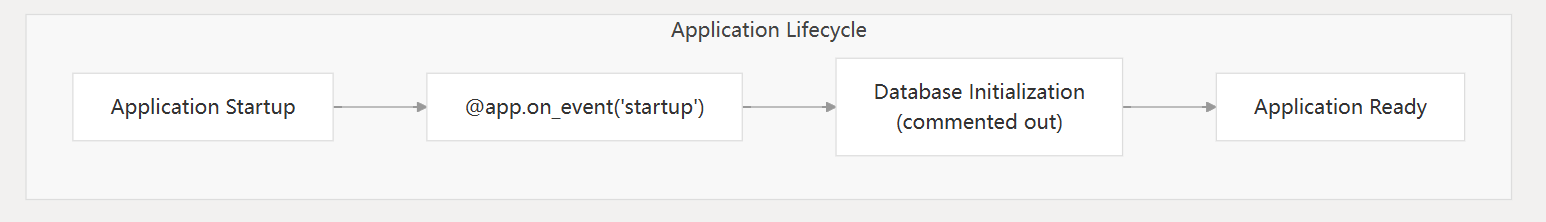 Application Lifecycle
Application Startup
@app.on_event('startup')
Database Initialization
(commented out)
Application Ready